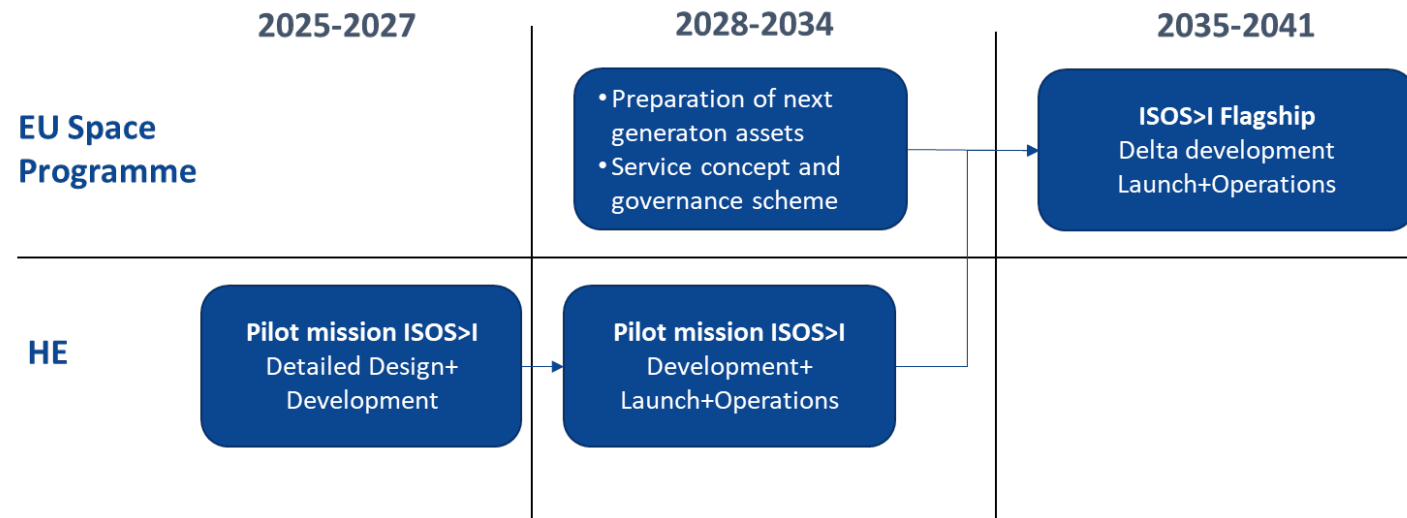 2025-2027
2028-2034
2035-2041
EU Space
Programme
• Preparation of next
generaton assets
• Service concept and
governance scheme
ISOS>I Flagship
Delta development
Launch+Operations
HE
Pilot mission ISOS>I
Detailed Design+
Development
Pilot mission ISOS>I
Development+
Launch+Operations